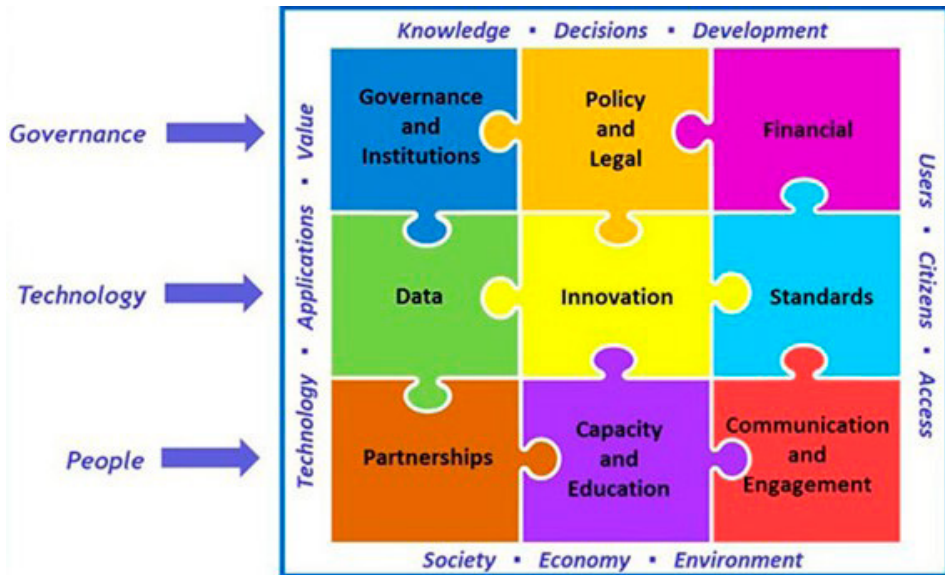 Knowledge ▪ Decisions ▪ Development
Governance
Technology
People
Technology ▪ Applications ▪ Value
Governance
and
Institutions
Policy
and
Legal
Financial
Data
Innovation
Standards
Partnerships
Capacity
and
Education
Communication
and
Engagement
Users ▪ Citizens ▪ Access
Society ▪ Economy ▪ Environment